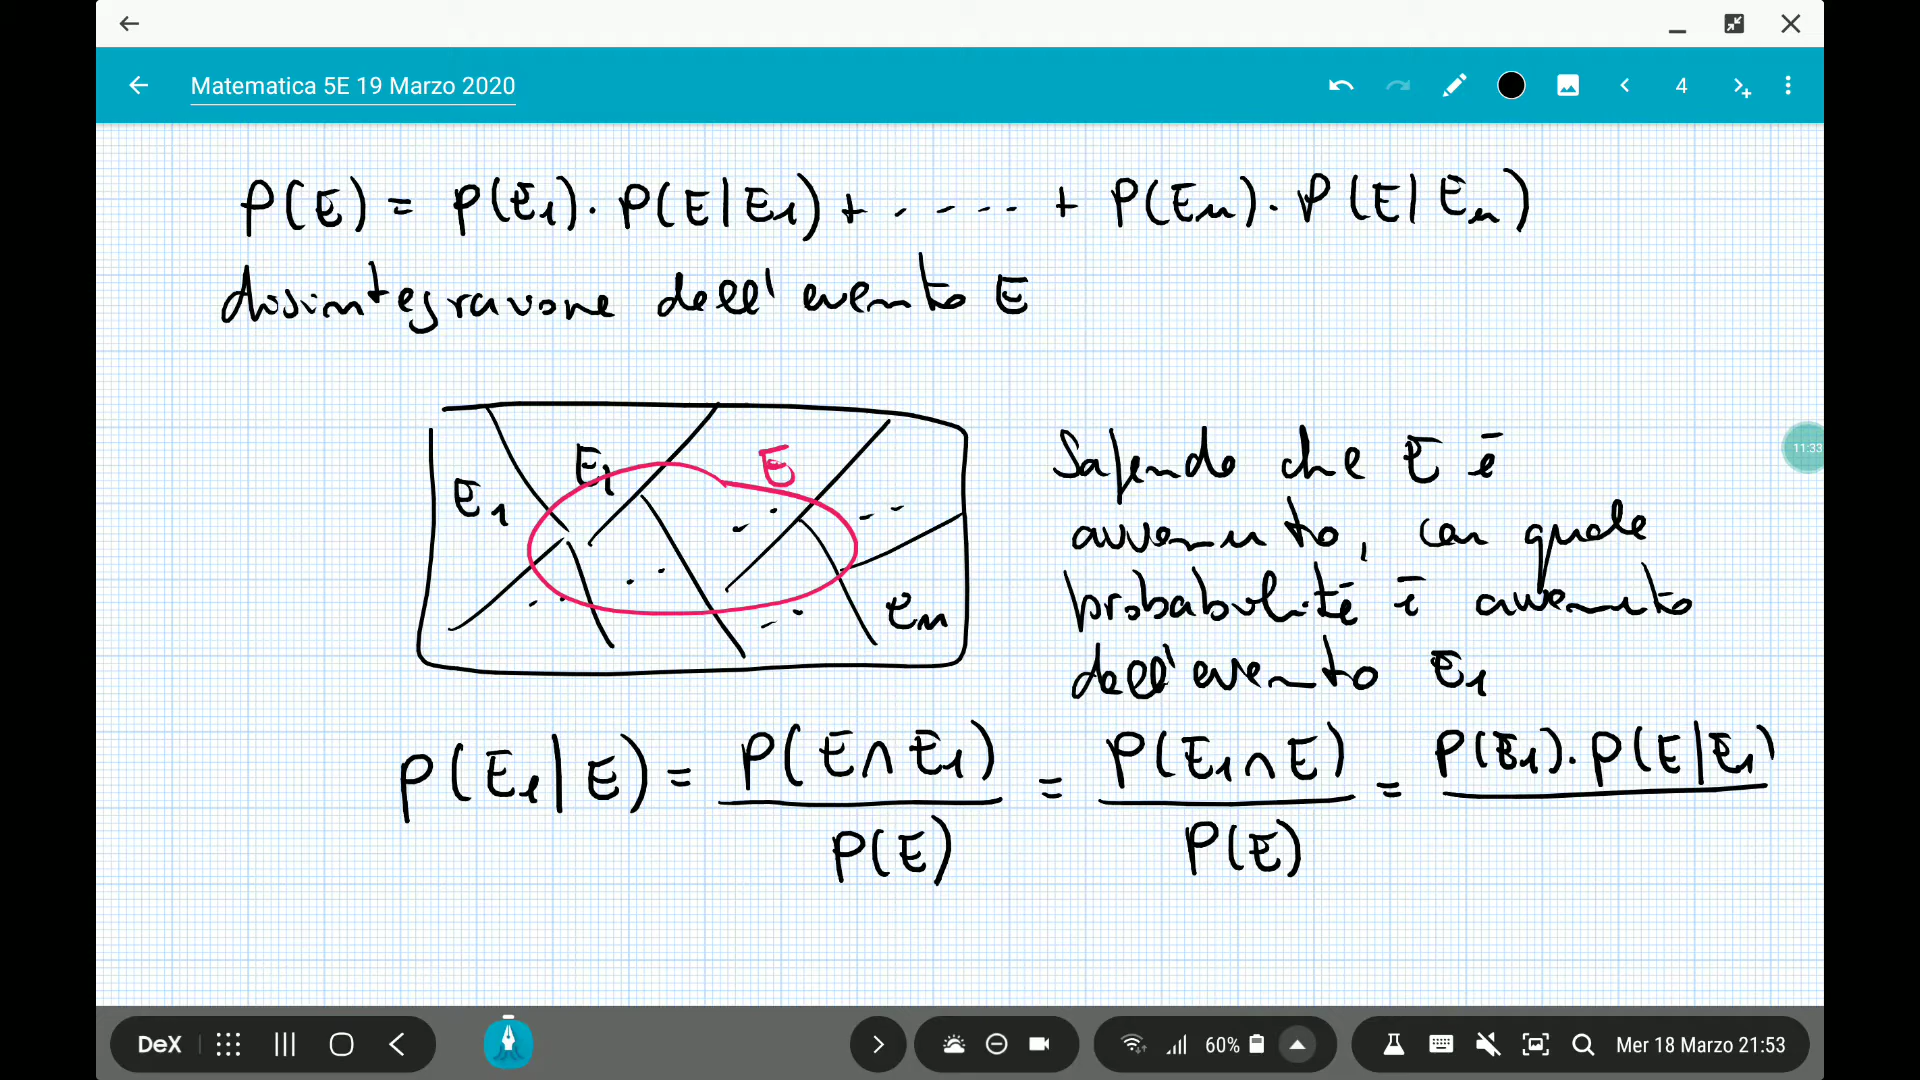 Matematica 5E 19 Marzo 2020
4
P(E) = P(E1). P(E|E1) + . - - - - + P(En). P(E|En)
disintegrazione dell'evento E
E1
E1
E
En
Sapendo che E è
avvenuto, con quale
probabilità è avvenuto
dell'evento E1
11:33
P(E1|E) = P(E∩E1) / P(E) = P(E1∩E) / P(E) = P(E1). P(E|E1)
DeX
60%
Mer 18 Marzo 21:53